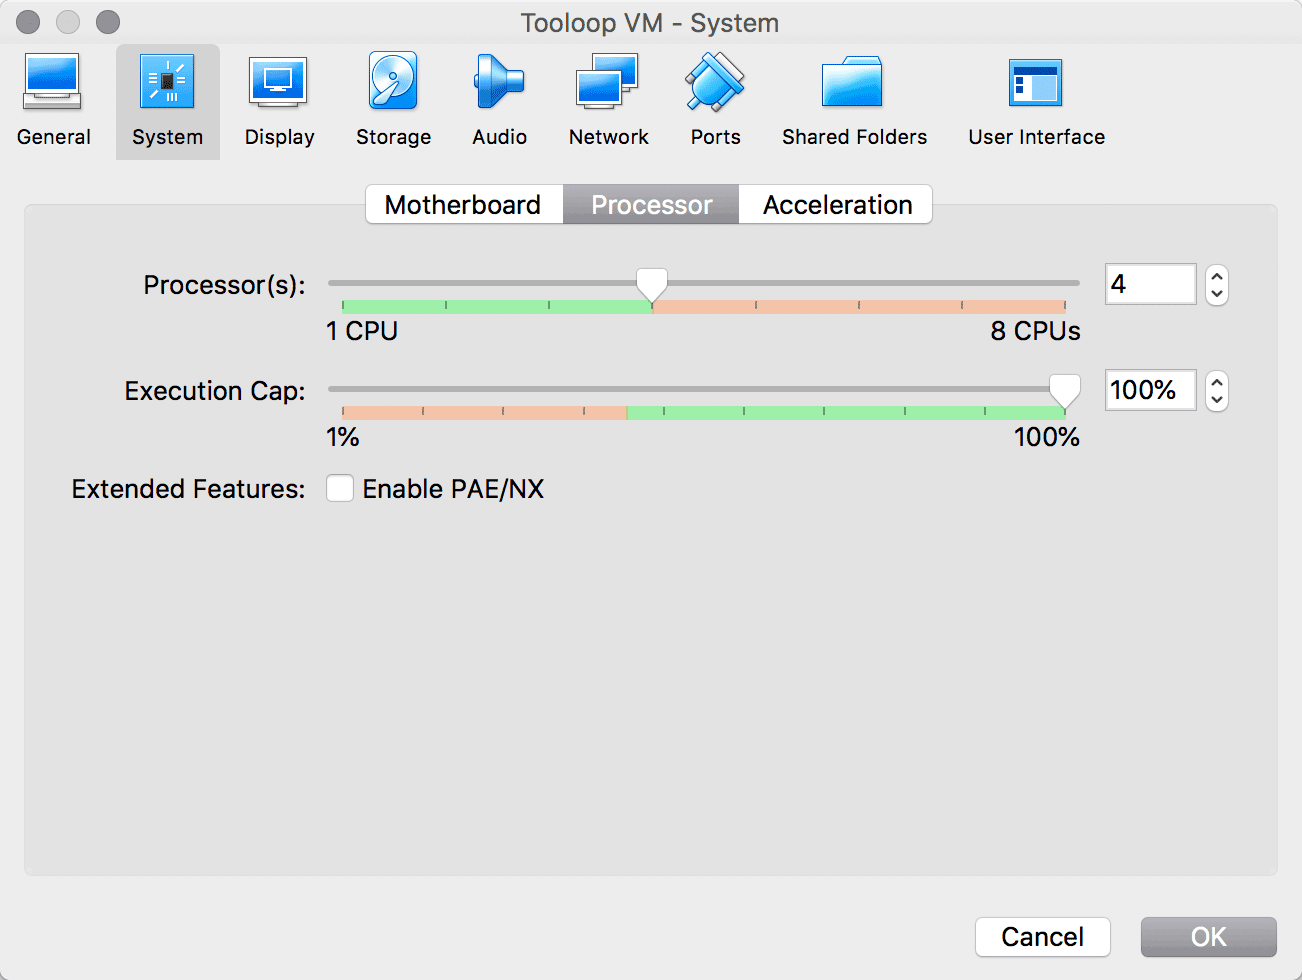 Tooloop VM - System
General System Display Storage Audio Network Ports Shared Folders User Interface
Motherboard Processor Acceleration
Processor(s): 4
1 CPU 8 CPUs
Execution Cap: 100%
1% 100%
Extended Features: Enable PAE/NX
Cancel OK